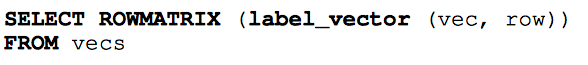 SELECT ROWMATRIX (label_vector (vec, row))
FROM vecs